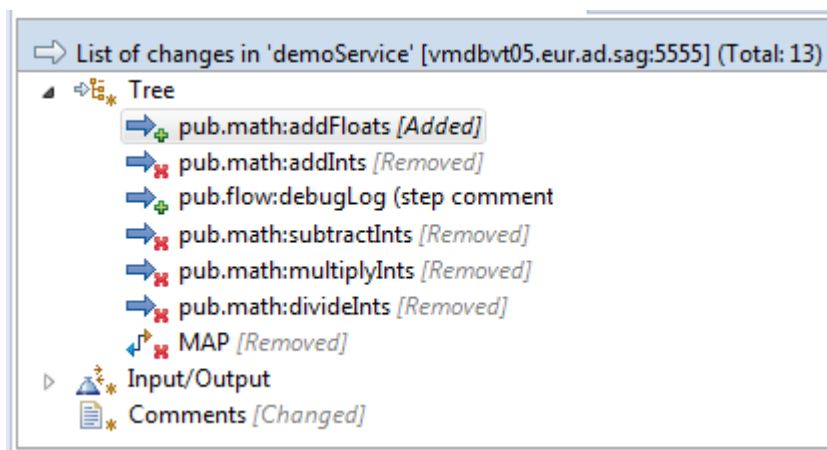 List of changes in 'demoService' [vmdbvt05.eur.ad.sag:5555] (Total: 13)
Tree
pub.math:addFloats [Added]
pub.math:addInts [Removed]
pub.flow:debugLog (step comment
pub.math:subtractInts [Removed]
pub.math:multiplyInts [Removed]
pub.math:divideInts [Removed]
MAP [Removed]
Input/Output
Comments [Changed]